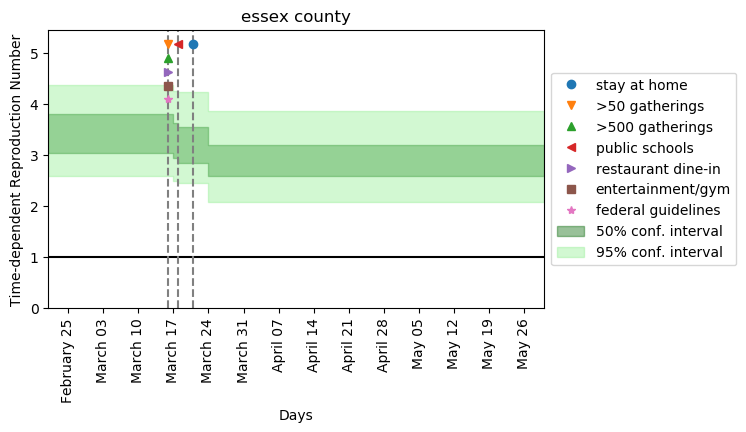 essex county
Time-dependent Reproduction Number
5
4
3
2
1
0
February 25
March 03
March 10
March 17
March 24
March 31
April 07
April 14
April 21
April 28
May 05
May 12
May 19
May 26
Days
stay at home
>50 gatherings
>500 gatherings
public schools
restaurant dine-in
entertainment/gym
federal guidelines
50% conf. interval
95% conf. interval